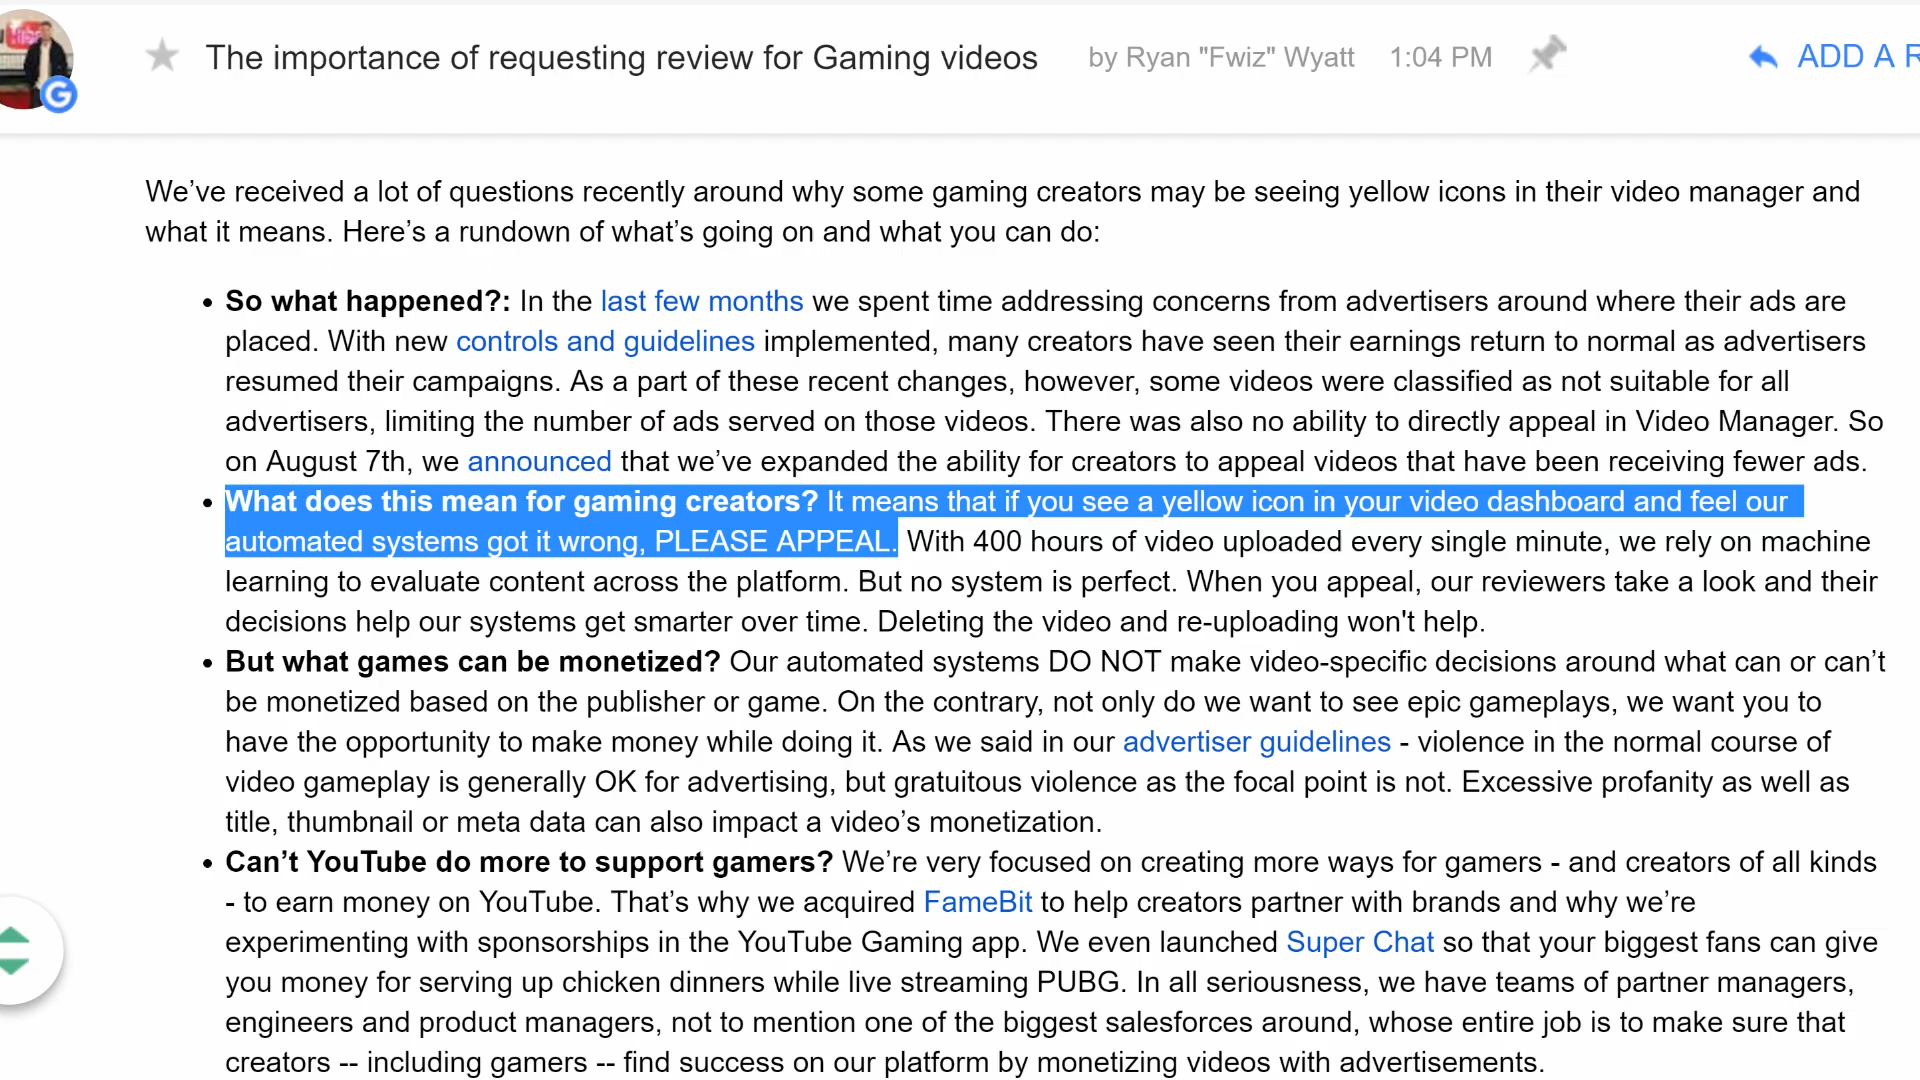 The importance of requesting review for Gaming videos by Ryan "Fwiz" Wyatt 1:04 PM ADD A
G
We’ve received a lot of questions recently around why some gaming creators may be seeing yellow icons in their video manager and
what it means. Here’s a rundown of what’s going on and what you can do:
• So what happened?: In the last few months we spent time addressing concerns from advertisers around where their ads are
placed. With new controls and guidelines implemented, many creators have seen their earnings return to normal as advertisers
resumed their campaigns. As a part of these recent changes, however, some videos were classified as not suitable for all
advertisers, limiting the number of ads served on those videos. There was also no ability to directly appeal in Video Manager. So
on August 7th, we announced that we’ve expanded the ability for creators to appeal videos that have been receiving fewer ads.
• What does this mean for gaming creators? It means that if you see a yellow icon in your video dashboard and feel our
automated systems got it wrong, PLEASE APPEAL. With 400 hours of video uploaded every single minute, we rely on machine
learning to evaluate content across the platform. But no system is perfect. When you appeal, our reviewers take a look and their
decisions help our systems get smarter over time. Deleting the video and re-uploading won't help.
• But what games can be monetized? Our automated systems DO NOT make video-specific decisions around what can or can’t
be monetized based on the publisher or game. On the contrary, not only do we want to see epic gameplays, we want you to
have the opportunity to make money while doing it. As we said in our advertiser guidelines - violence in the normal course of
video gameplay is generally OK for advertising, but gratuitous violence as the focal point is not. Excessive profanity as well as
title, thumbnail or meta data can also impact a video’s monetization.
• Can’t YouTube do more to support gamers? We’re very focused on creating more ways for gamers - and creators of all kinds
- to earn money on YouTube. That’s why we acquired FameBit to help creators partner with brands and why we’re
experimenting with sponsorships in the YouTube Gaming app. We even launched Super Chat so that your biggest fans can give
you money for serving up chicken dinners while live streaming PUBG. In all seriousness, we have teams of partner managers,
engineers and product managers, not to mention one of the biggest salesforces around, whose entire job is to make sure that
creators -- including gamers -- find success on our platform by monetizing videos with advertisements.